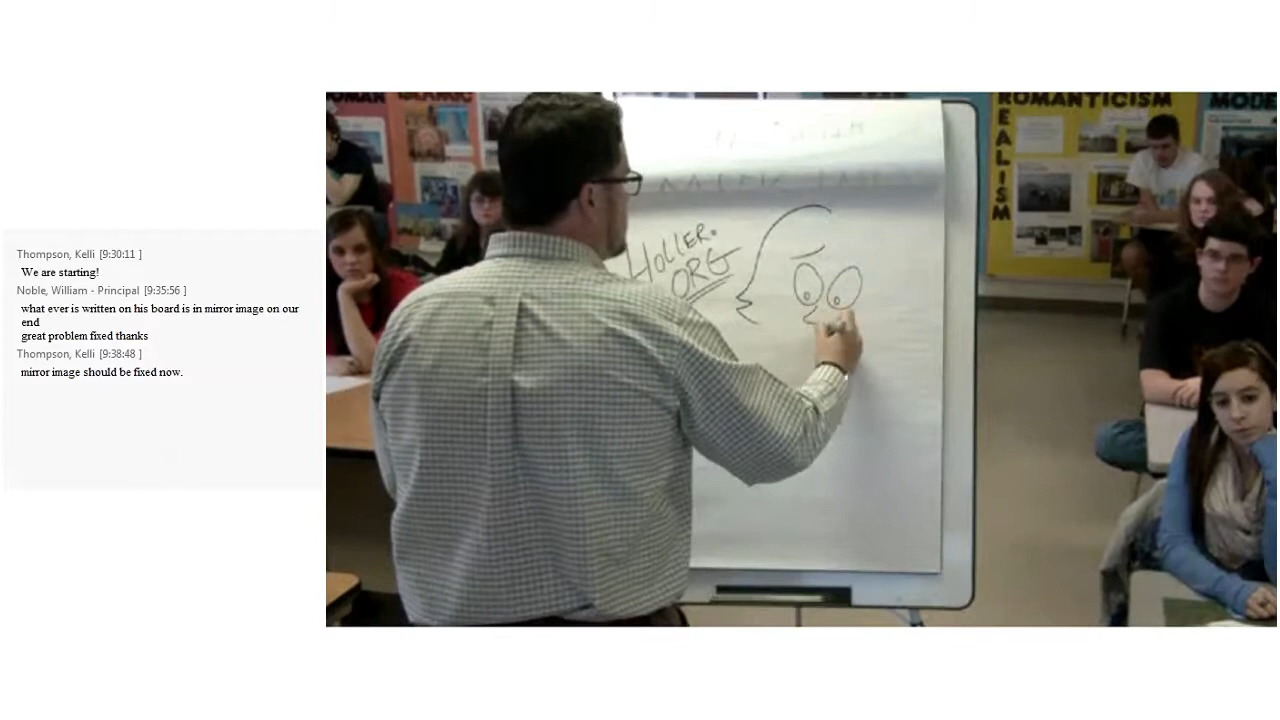 Thompson, Kelli [9:30:11 ]
We are starting!
Noble, William - Principal [9:35:56 ]
what ever is written on his board is in mirror image on our
end
great problem fixed thanks
Thompson, Kelli [9:38:48 ]
mirror image should be fixed now.
HOLLER.
ORG
ROMANTICISM
REALISM